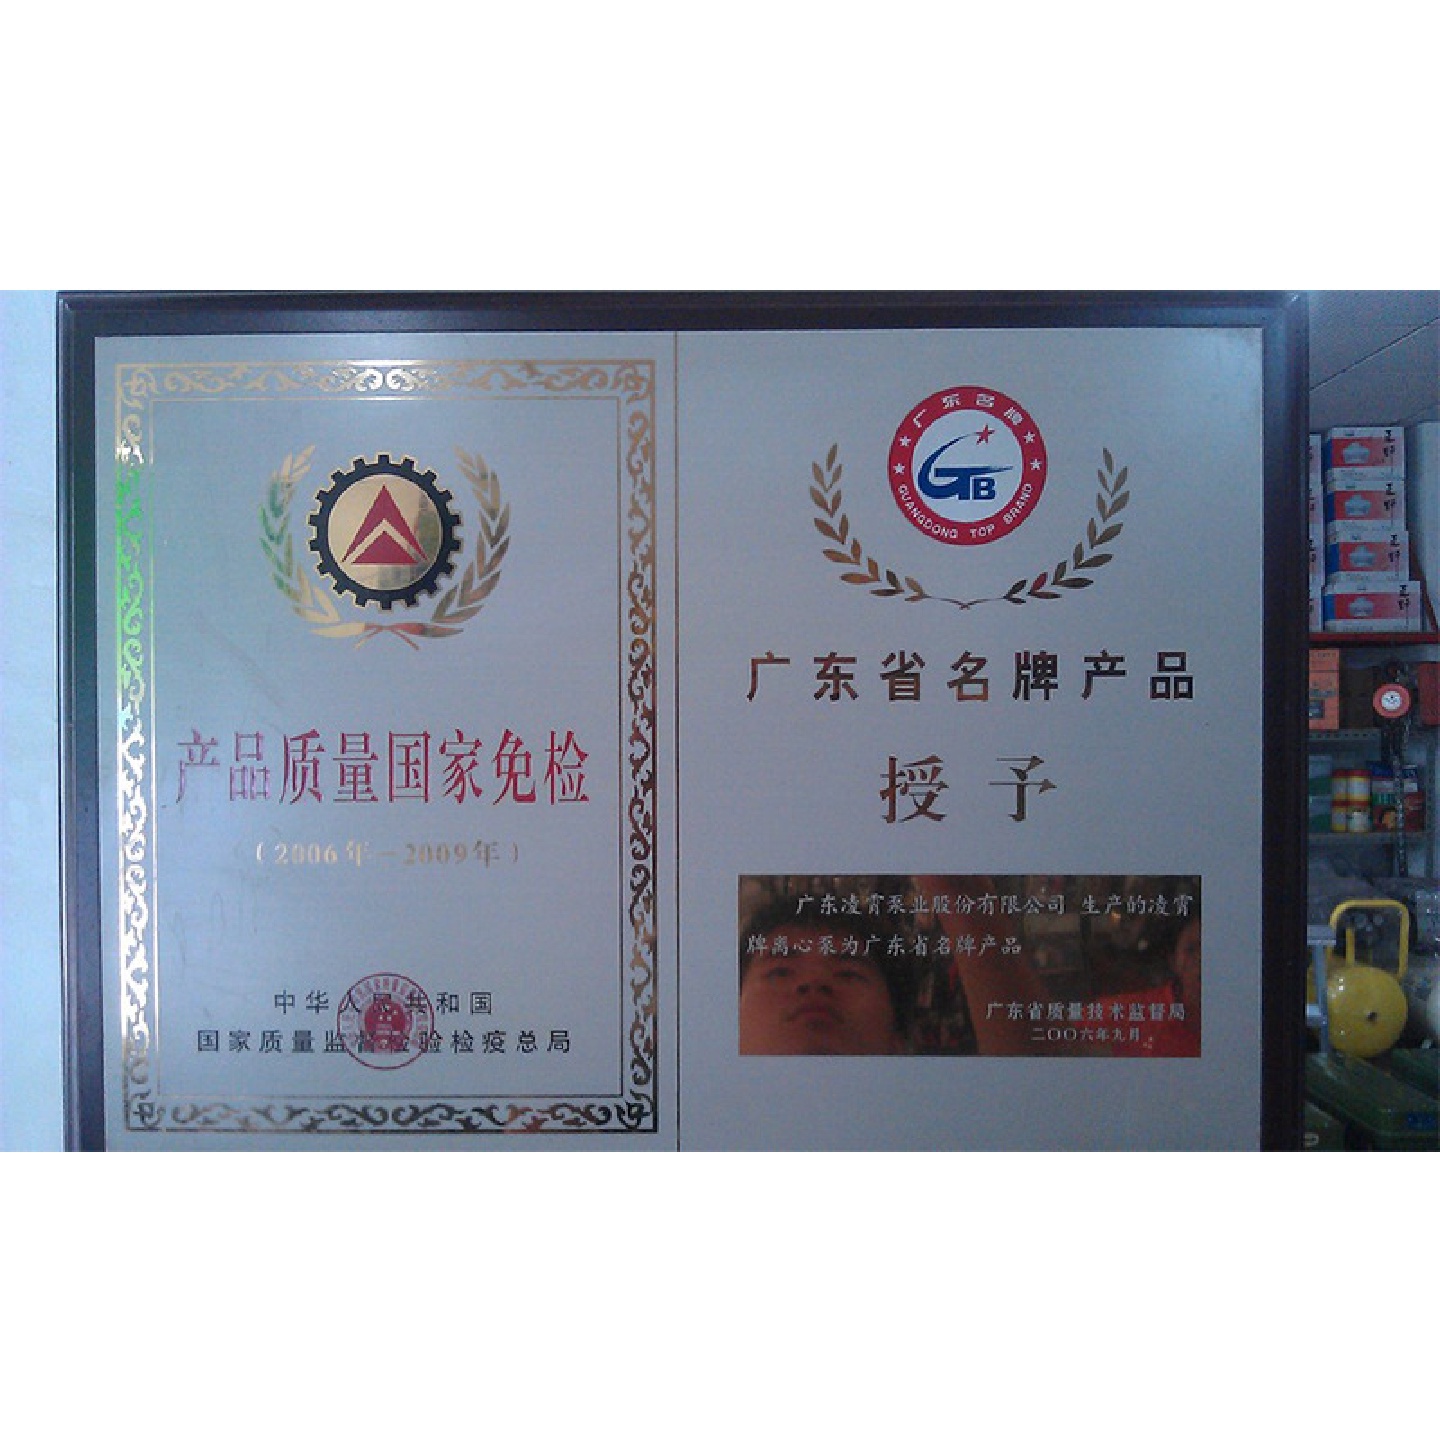 产品质量国家免检
(2006年-2009年)
中华人民共和国
国家质量监督检验检疫总局
广东名牌
GTB
GUANGDONG TOP BRAND
广东省名牌产品
授予
广东凌霄泵业股份有限公司 生产的凌霄
牌离心泵为广东省名牌产品
广东省质量技术监督局
二〇〇六年九月